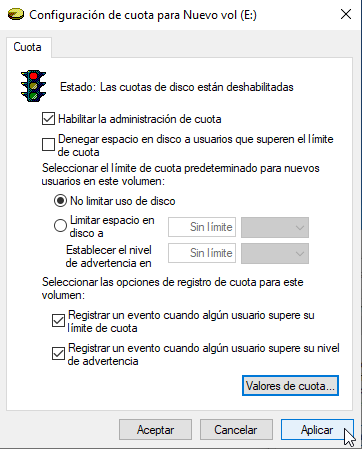 Configuración de cuota para Nuevo vol (E:)
Cuota
Estado: Las cuotas de disco están deshabilitadas
Habilitar la administración de cuota
Denegar espacio en disco a usuarios que superen el límite
de cuota
Seleccionar el límite de cuota predeterminado para nuevos
usuarios en este volumen:
No limitar uso de disco
Limitar espacio en
disco a
Sin límite
Establecer el nivel
de advertencia en
Sin límite
Seleccionar las opciones de registro de cuota para este
volumen:
Registrar un evento cuando algún usuario supere su
límite de cuota
Registrar un evento cuando algún usuario supere su nivel
de advertencia
Valores de cuota...
Aceptar
Cancelar
Aplicar